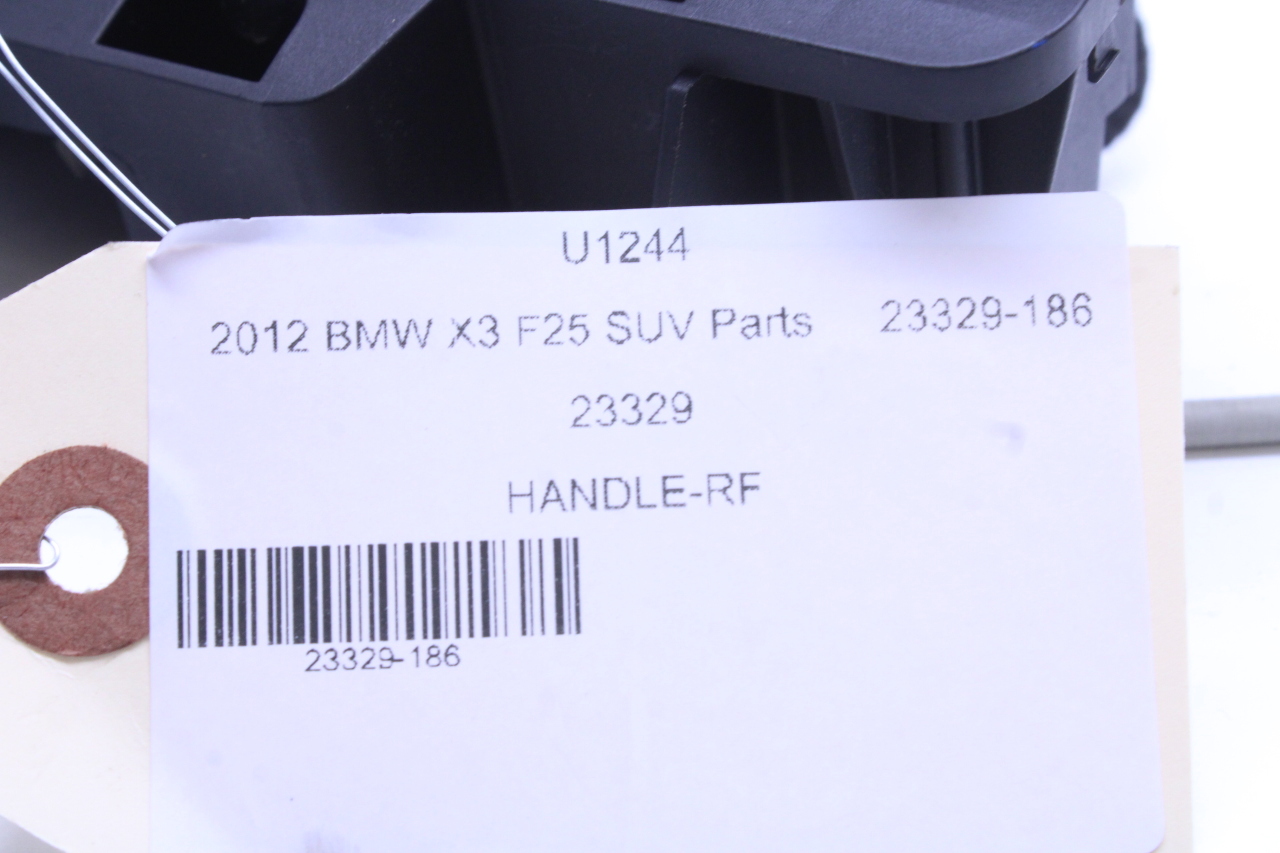 U1244
2012 BMW X3 F25 SUV Parts 23329-186
23329
HANDLE-RF
23329-186